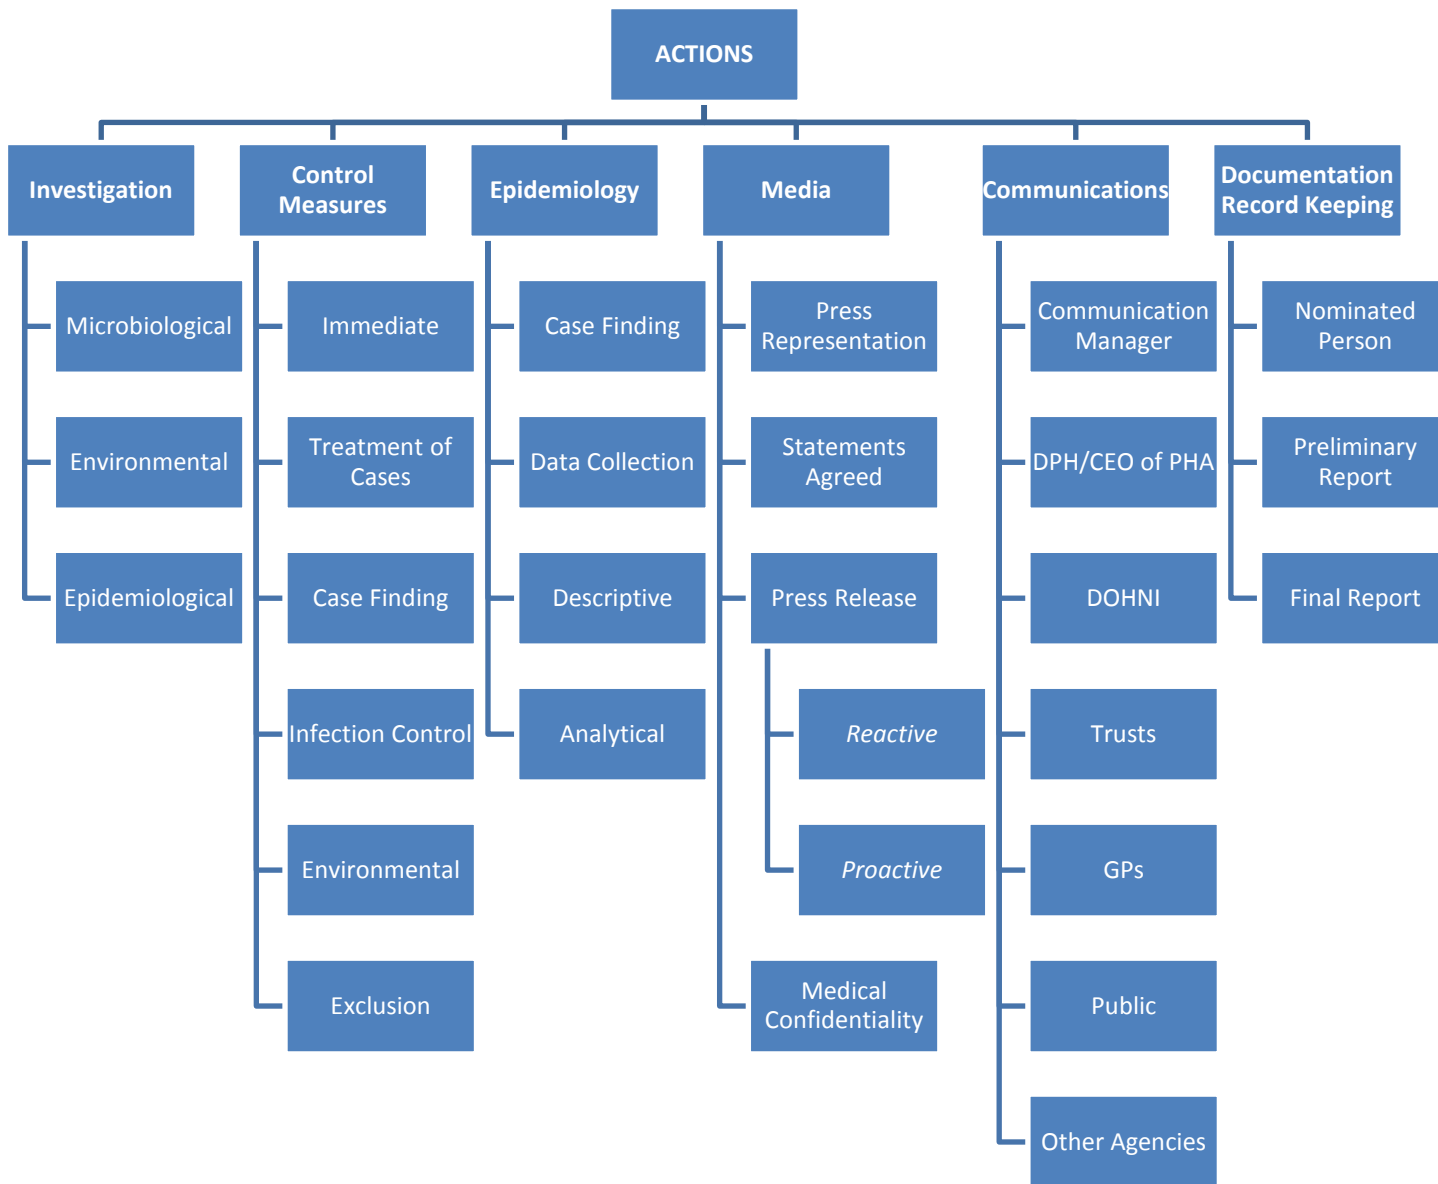 ACTIONS
Investigation
Microbiological
Environmental
Epidemiological
Control
Measures
Immediate
Treatment of
Cases
Case Finding
Infection Control
Environmental
Exclusion
Epidemiology
Case Finding
Data Collection
Descriptive
Analytical
Media
Press
Representation
Statements
Agreed
Press Release
Reactive
Proactive
Medical
Confidentiality
Communications
Communication
Manager
DPH/CEO of PHA
DOHNI
Trusts
GPs
Public
Other Agencies
Documentation
Record Keeping
Nominated
Person
Preliminary
Report
Final Report